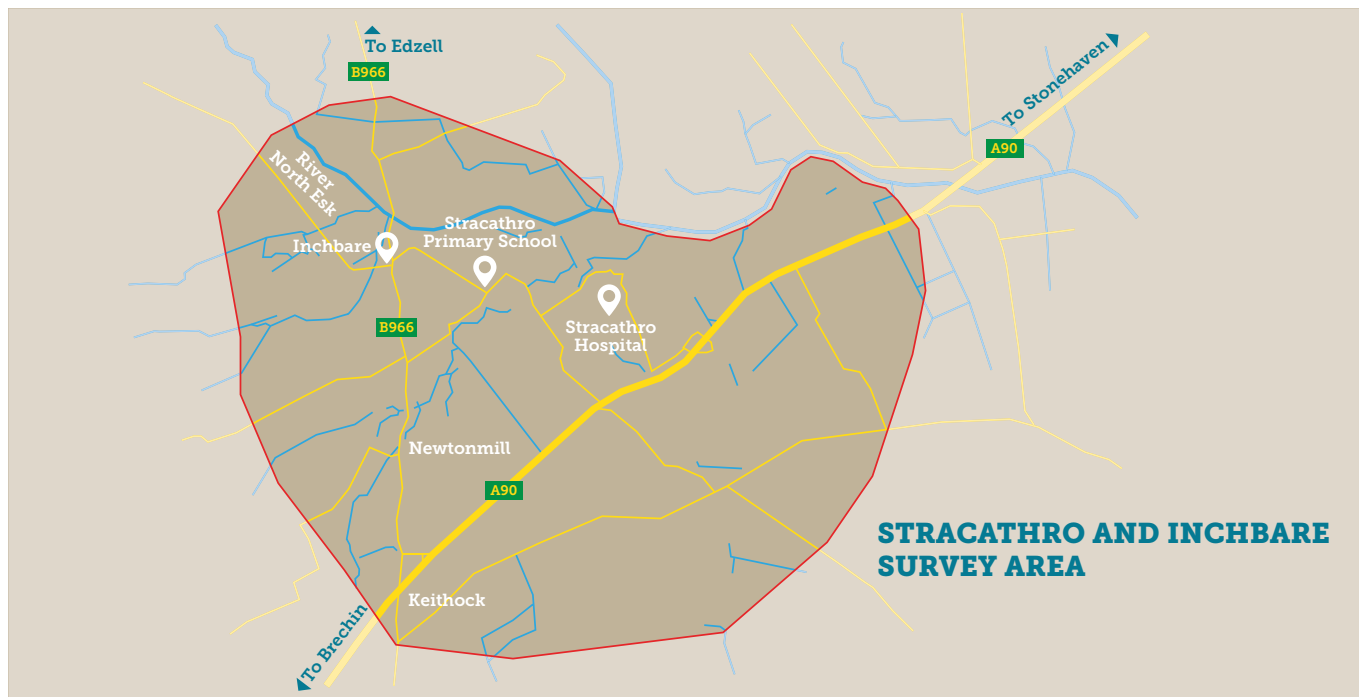 To Edzell
B966
To Stonehaven
A90
River
North Esk
Stracathro
Primary School
Inchbare
B966
Stracathro
Hospital
Newtonmill
A90
STRACATHRO AND INCHBARE
SURVEY AREA
Keithock
To Brechin